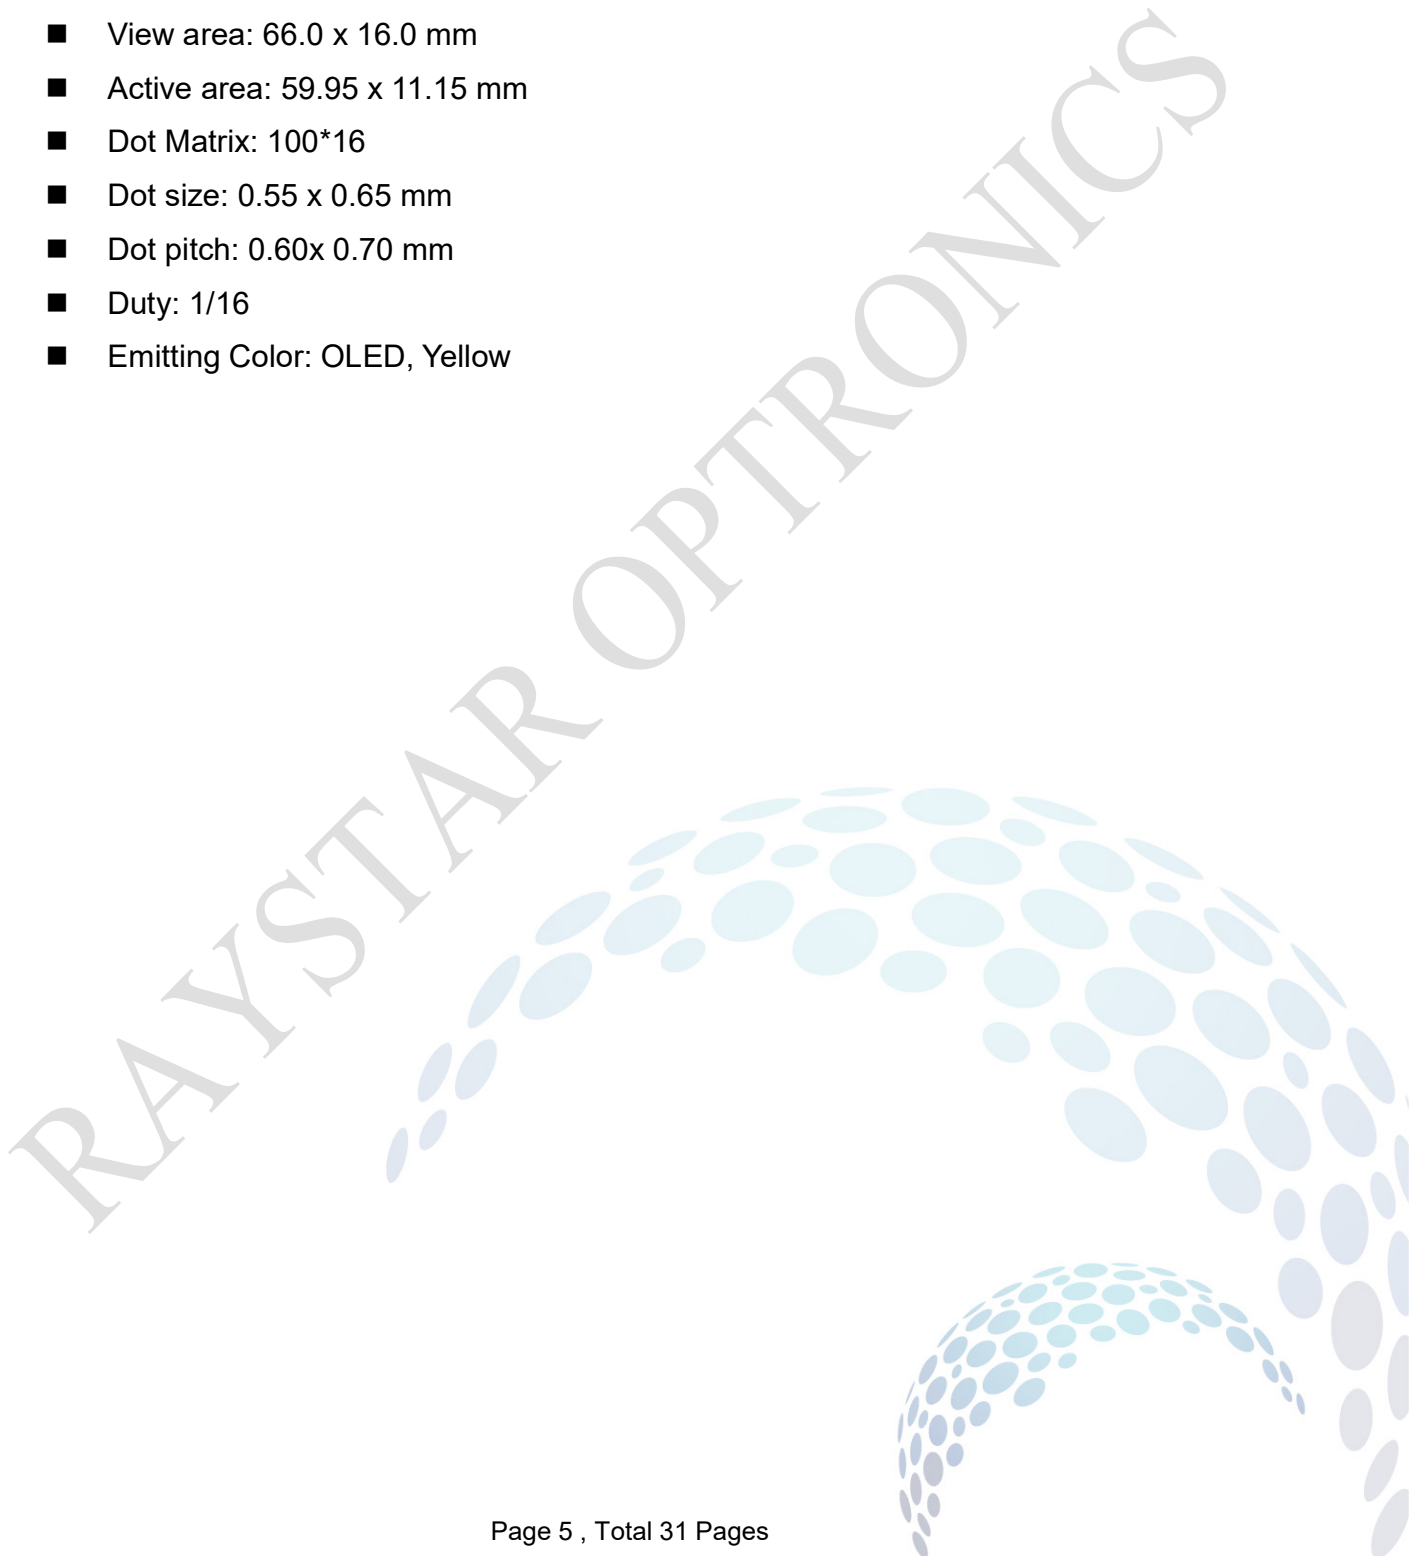 ■ View area: 66.0 x 16.0 mm
■ Active area: 59.95 x 11.15 mm
■ Dot Matrix: 100*16
■ Dot size: 0.55 x 0.65 mm
■ Dot pitch: 0.60x 0.70 mm
■ Duty: 1/16
■ Emitting Color: OLED, Yellow
RAYSTAR OPTRONICS
Page 5 , Total 31 Pages